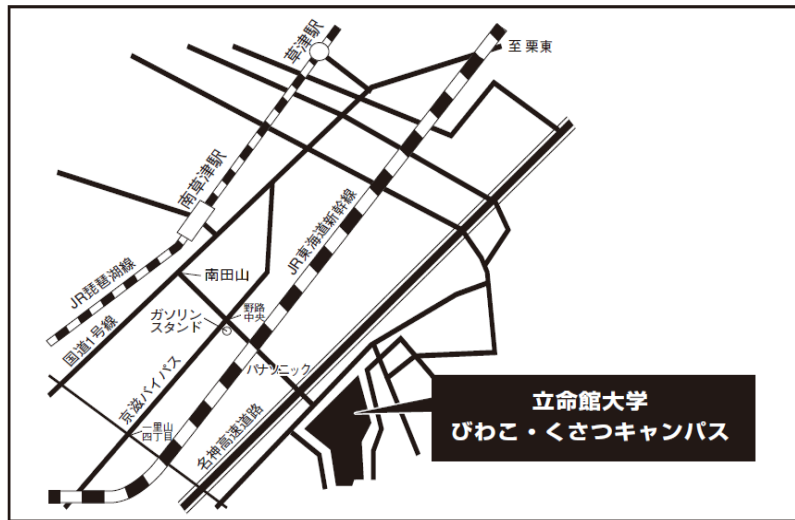 草津駅
至 栗東
南草津駅
JR東海道新幹線
JR琵琶湖線
南田山
野路
中央
ガソリン
スタンド
国道1号線
パナソニック
京滋バイパス
一里山
四丁目
名神高速道路
立命館大学
びわこ・くさつキャンパス